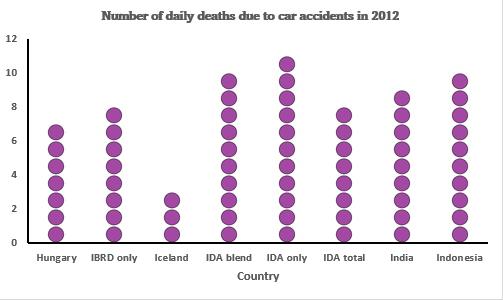 Number of daily deaths due to car accidents in 2012
12
10
8
6
4
2
0
Hungary IBRD only Iceland IDA blend IDA only IDA total India Indonesia
Country